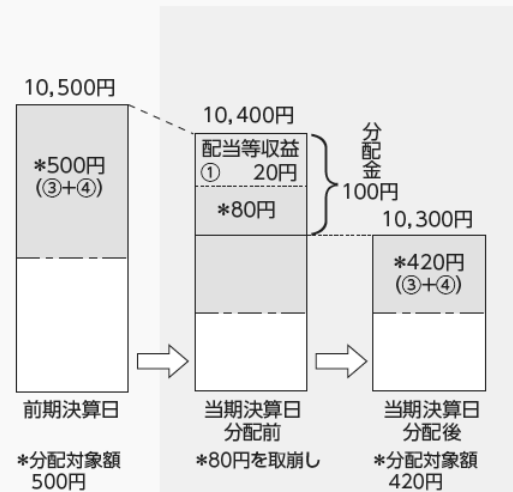 10,500円
*500円
(③+④)
前期決算日
*分配対象額
500円
10,400円
配当等収益
① 20円
*80円
分配金
100円
当期決算日
分配前
*80円を取崩し
10,300円
*420円
(③+④)
当期決算日
分配後
*分配対象額
420円